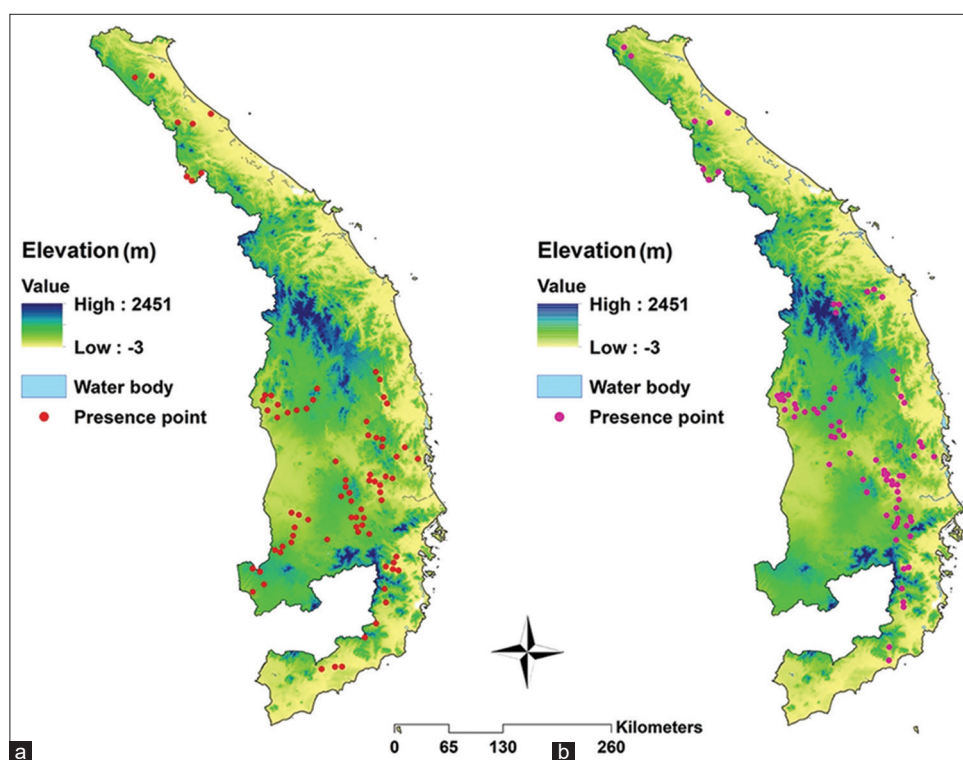 Elevation (m)
Value
High : 2451
Low : -3
Water body
Presence point
Elevation (m)
Value
High : 2451
Low : -3
Water body
Presence point
Kilometers
0 65 130 260
a
b